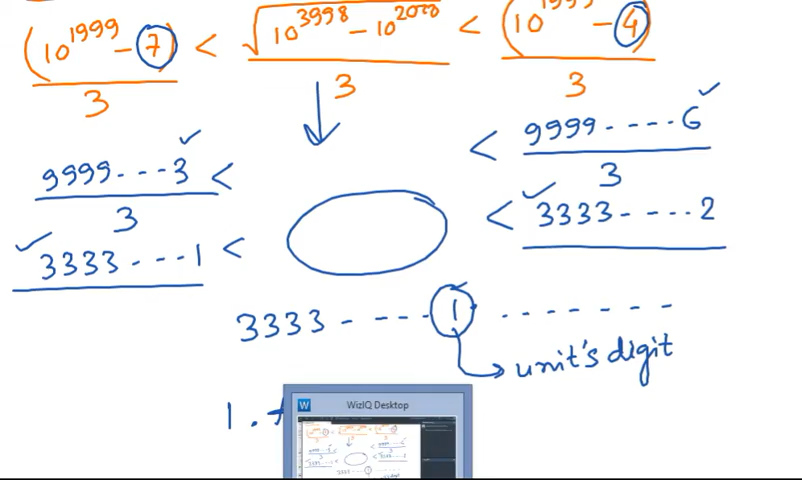 (10^1999 - 7) < √10^3998 - 10^2000 < (10^1999 - 4)
3 3 3
9999---3 < < 9999----6
3 3
3333---1 < < 3333----2
3333----1.-------
unit's digit
1.
WizIQ Desktop